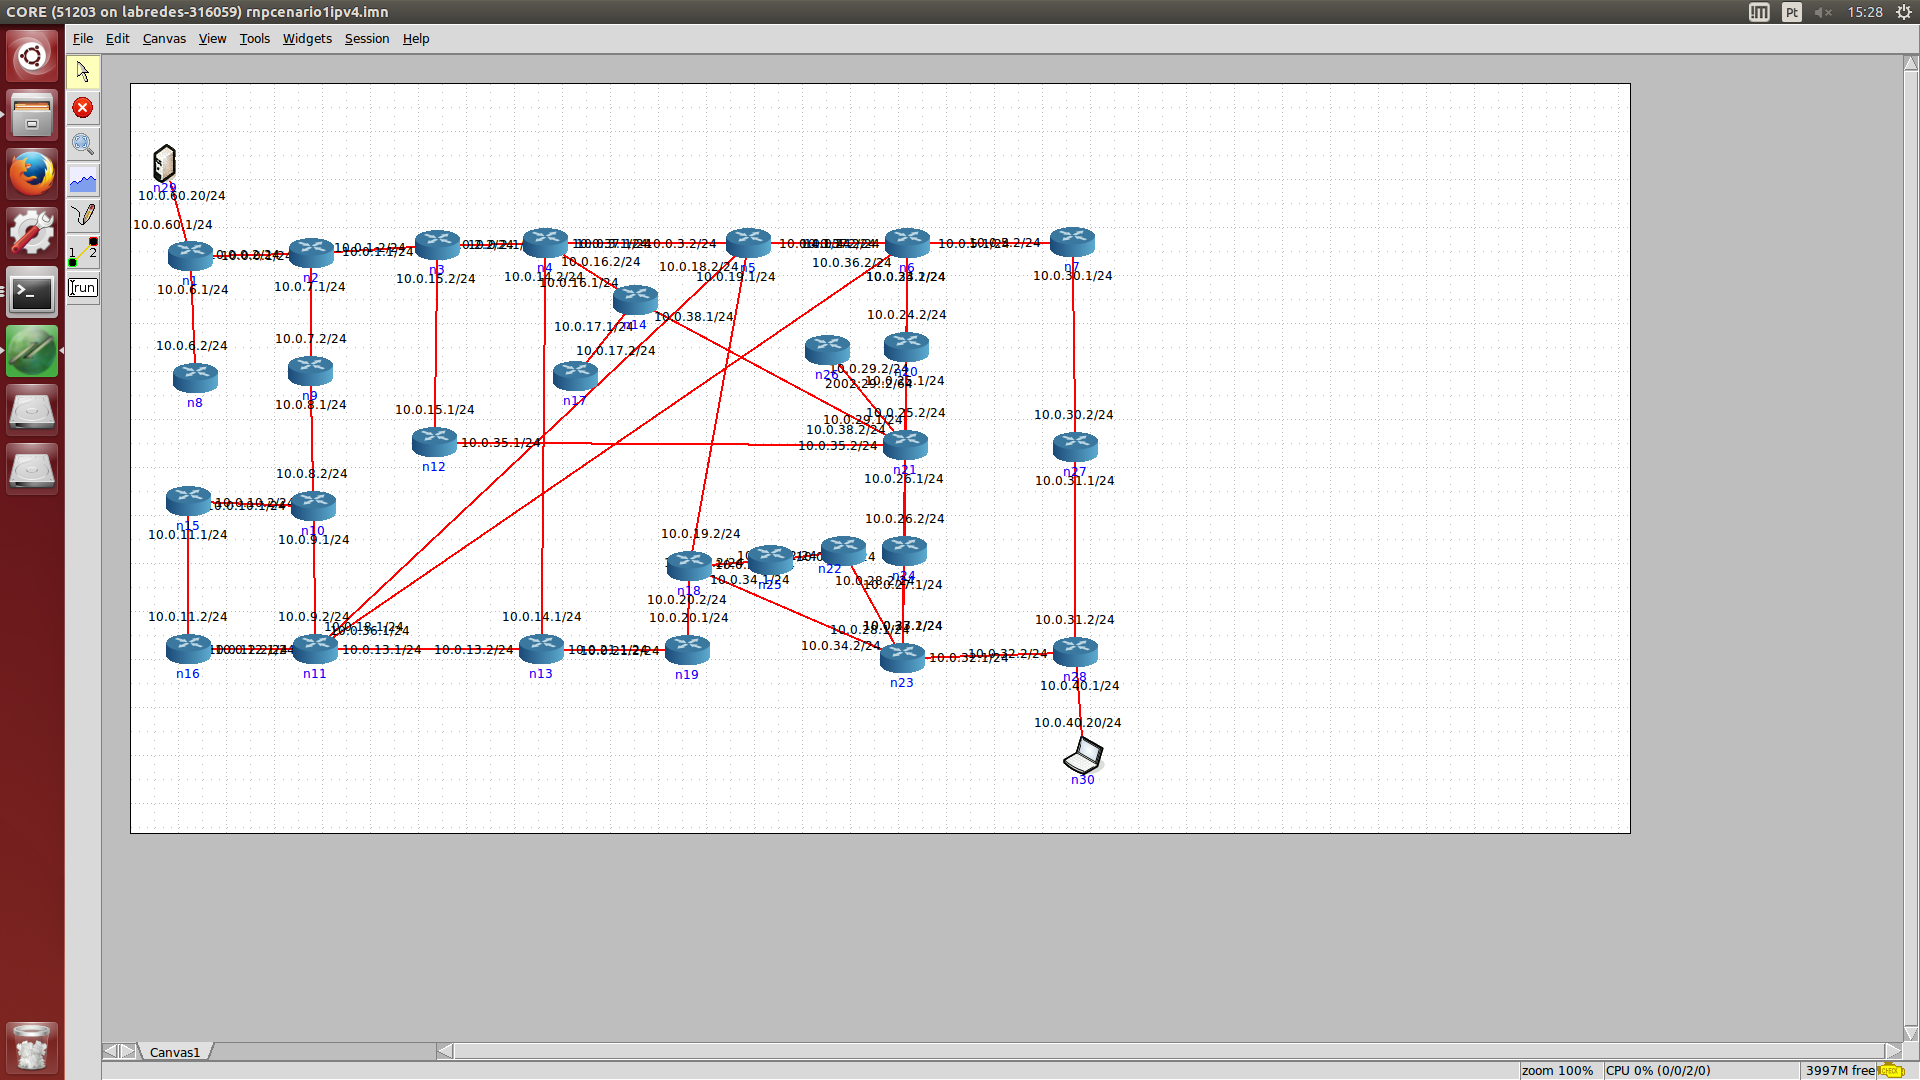 CORE (51203 on labredes-316059) rnpcenario1ipv4.imn
Pt
15:28
File Edit Canvas View Tools Widgets Session Help
1 2
run
n29
10.0.60.20/24
10.0.60.1/24
n1
10.0.6.1/24
n2
10.0.7.1/24
10.0.1.2/24
10.0.1.1/24
n3
10.0.15.2/24
n4
10.0.14.2/24
10.0.16.2/24
10.0.16.1/24
10.0.3.2/24
10.0.18.2/24
n5
10.0.19.1/24
10.0.36.2/24
n6
10.0.5.2/24
n7
10.0.30.1/24
n14
10.0.38.1/24
10.0.24.2/24
10.0.17.1/24
10.0.17.2/24
10.0.6.2/24
10.0.7.2/24
n8
n9
10.0.8.1/24
n17
n26
n20
10.0.29.2/24
10.0.25.1/24
10.0.15.1/24
10.0.25.2/24
10.0.29.1/24
10.0.38.2/24
10.0.30.2/24
n12
10.0.35.1/24
10.0.35.2/24
n21
10.0.26.1/24
n27
10.0.31.1/24
10.0.8.2/24
10.0.10.2/24
10.0.10.1/24
n15
10.0.11.1/24
n10
10.0.9.1/24
10.0.19.2/24
10.0.26.2/24
n18
10.0.34.1/24
n25
n22
n24
10.0.28.2/24
10.0.27.1/24
10.0.20.2/24
10.0.20.1/24
10.0.11.2/24
10.0.9.2/24
10.0.18.1/24
10.0.36.1/24
10.0.14.1/24
10.0.28.1/24
10.0.34.2/24
10.0.31.2/24
n16
n11
10.0.13.1/24
10.0.13.2/24
n13
n19
n23
10.0.32.1/24
10.0.32.2/24
n28
10.0.40.1/24
10.0.40.20/24
n30
Canvas1
zoom 100%
CPU 0% (0/0/2/0)
3997M free